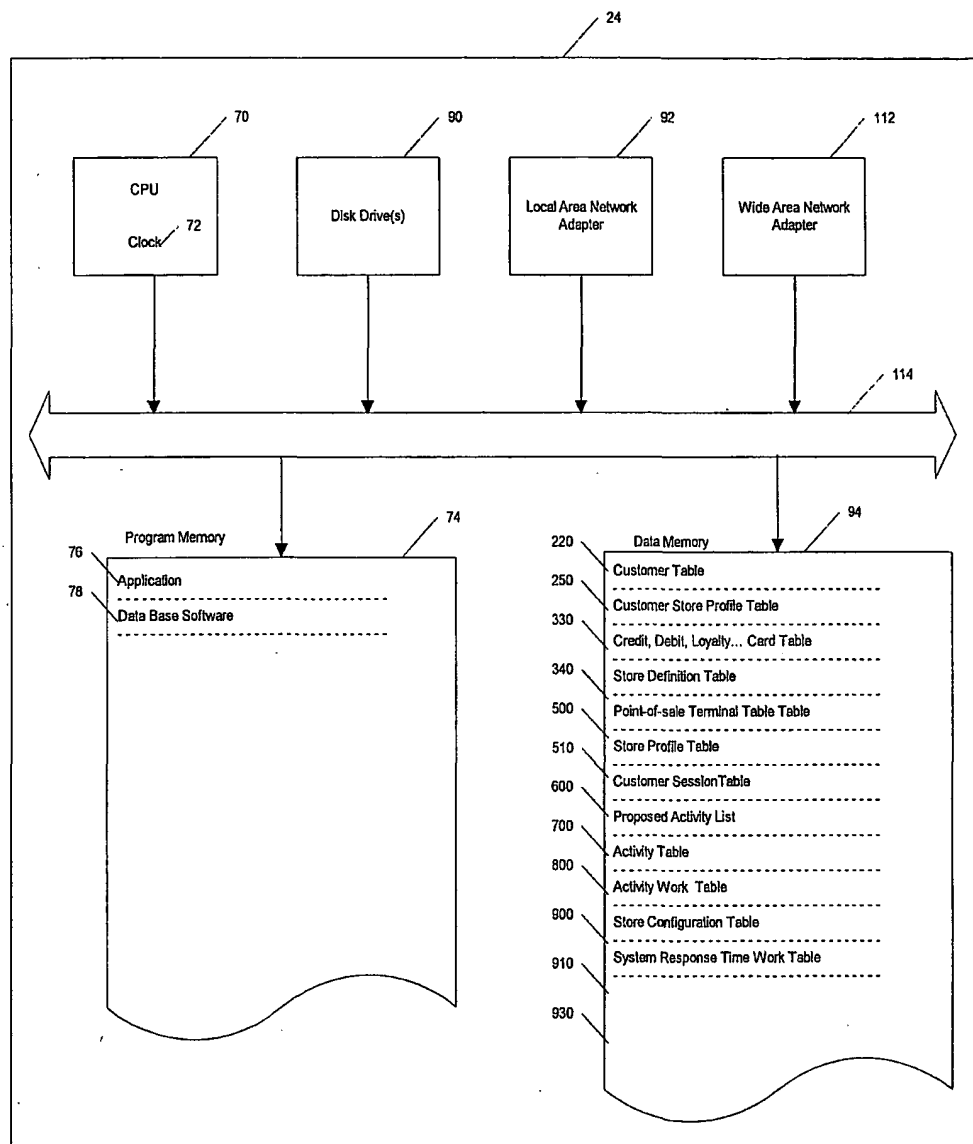 24
70
90
92
112
CPU
Clock
72
Disk Drive(s)
Local Area Network
Adapter
Wide Area Network
Adapter
114
Program Memory
74
76
Application
78
Data Base Software
Data Memory
94
220
Customer Table
250
Customer Store Profile Table
330
Credit, Debit, Loyalty... Card Table
340
Store Definition Table
Point-of-sale Terminal Table Table
500
Store Profile Table
510
Customer SessionTable
600
Proposed Activity List
700
Activity Table
800
Activity Work Table
900
Store Configuration Table
System Response Time Work Table
910
930